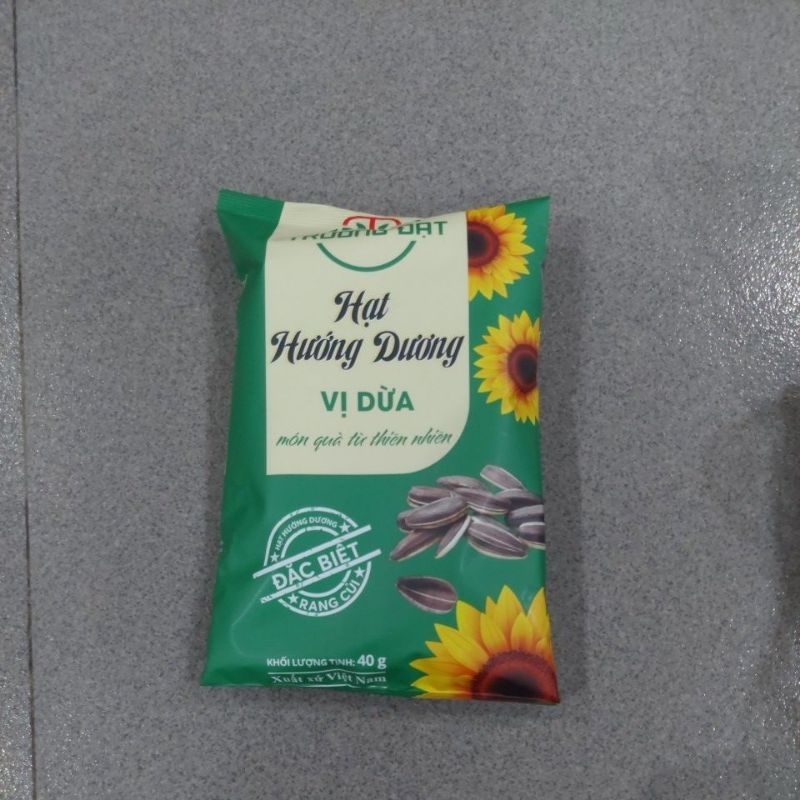 TRƯỜNG ĐẠT
Hạt
Hướng Dương
VỊ DỪA
món quà từ thiên nhiên
HẠT HƯỚNG DƯƠNG
ĐẶC BIỆT
RANG CỦI
KHỐI LƯỢNG TỊNH: 40 g
Xuất xứ Việt Nam